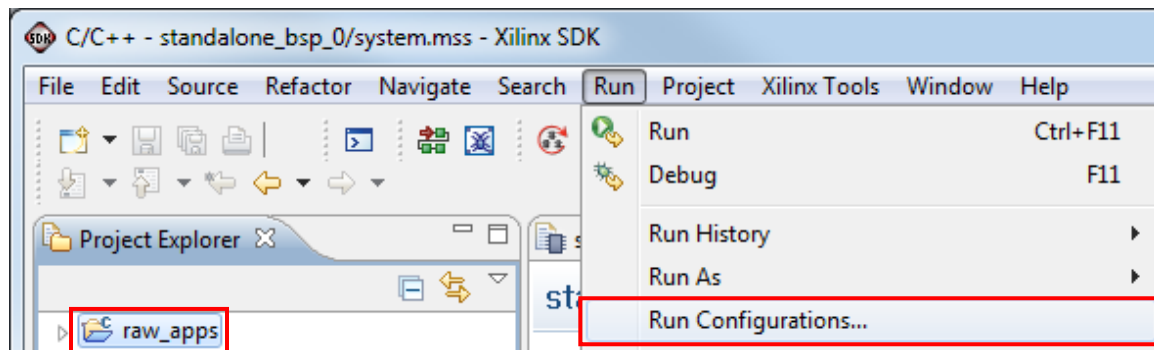 C/C++ - standalone_bsp_0/system.mss - Xilinx SDK
File Edit Source Refactor Navigate Search Run Project Xilinx Tools Window Help
Run Ctrl+F11
Debug F11
Project Explorer
Run History
Run As
raw_apps
Run Configurations...